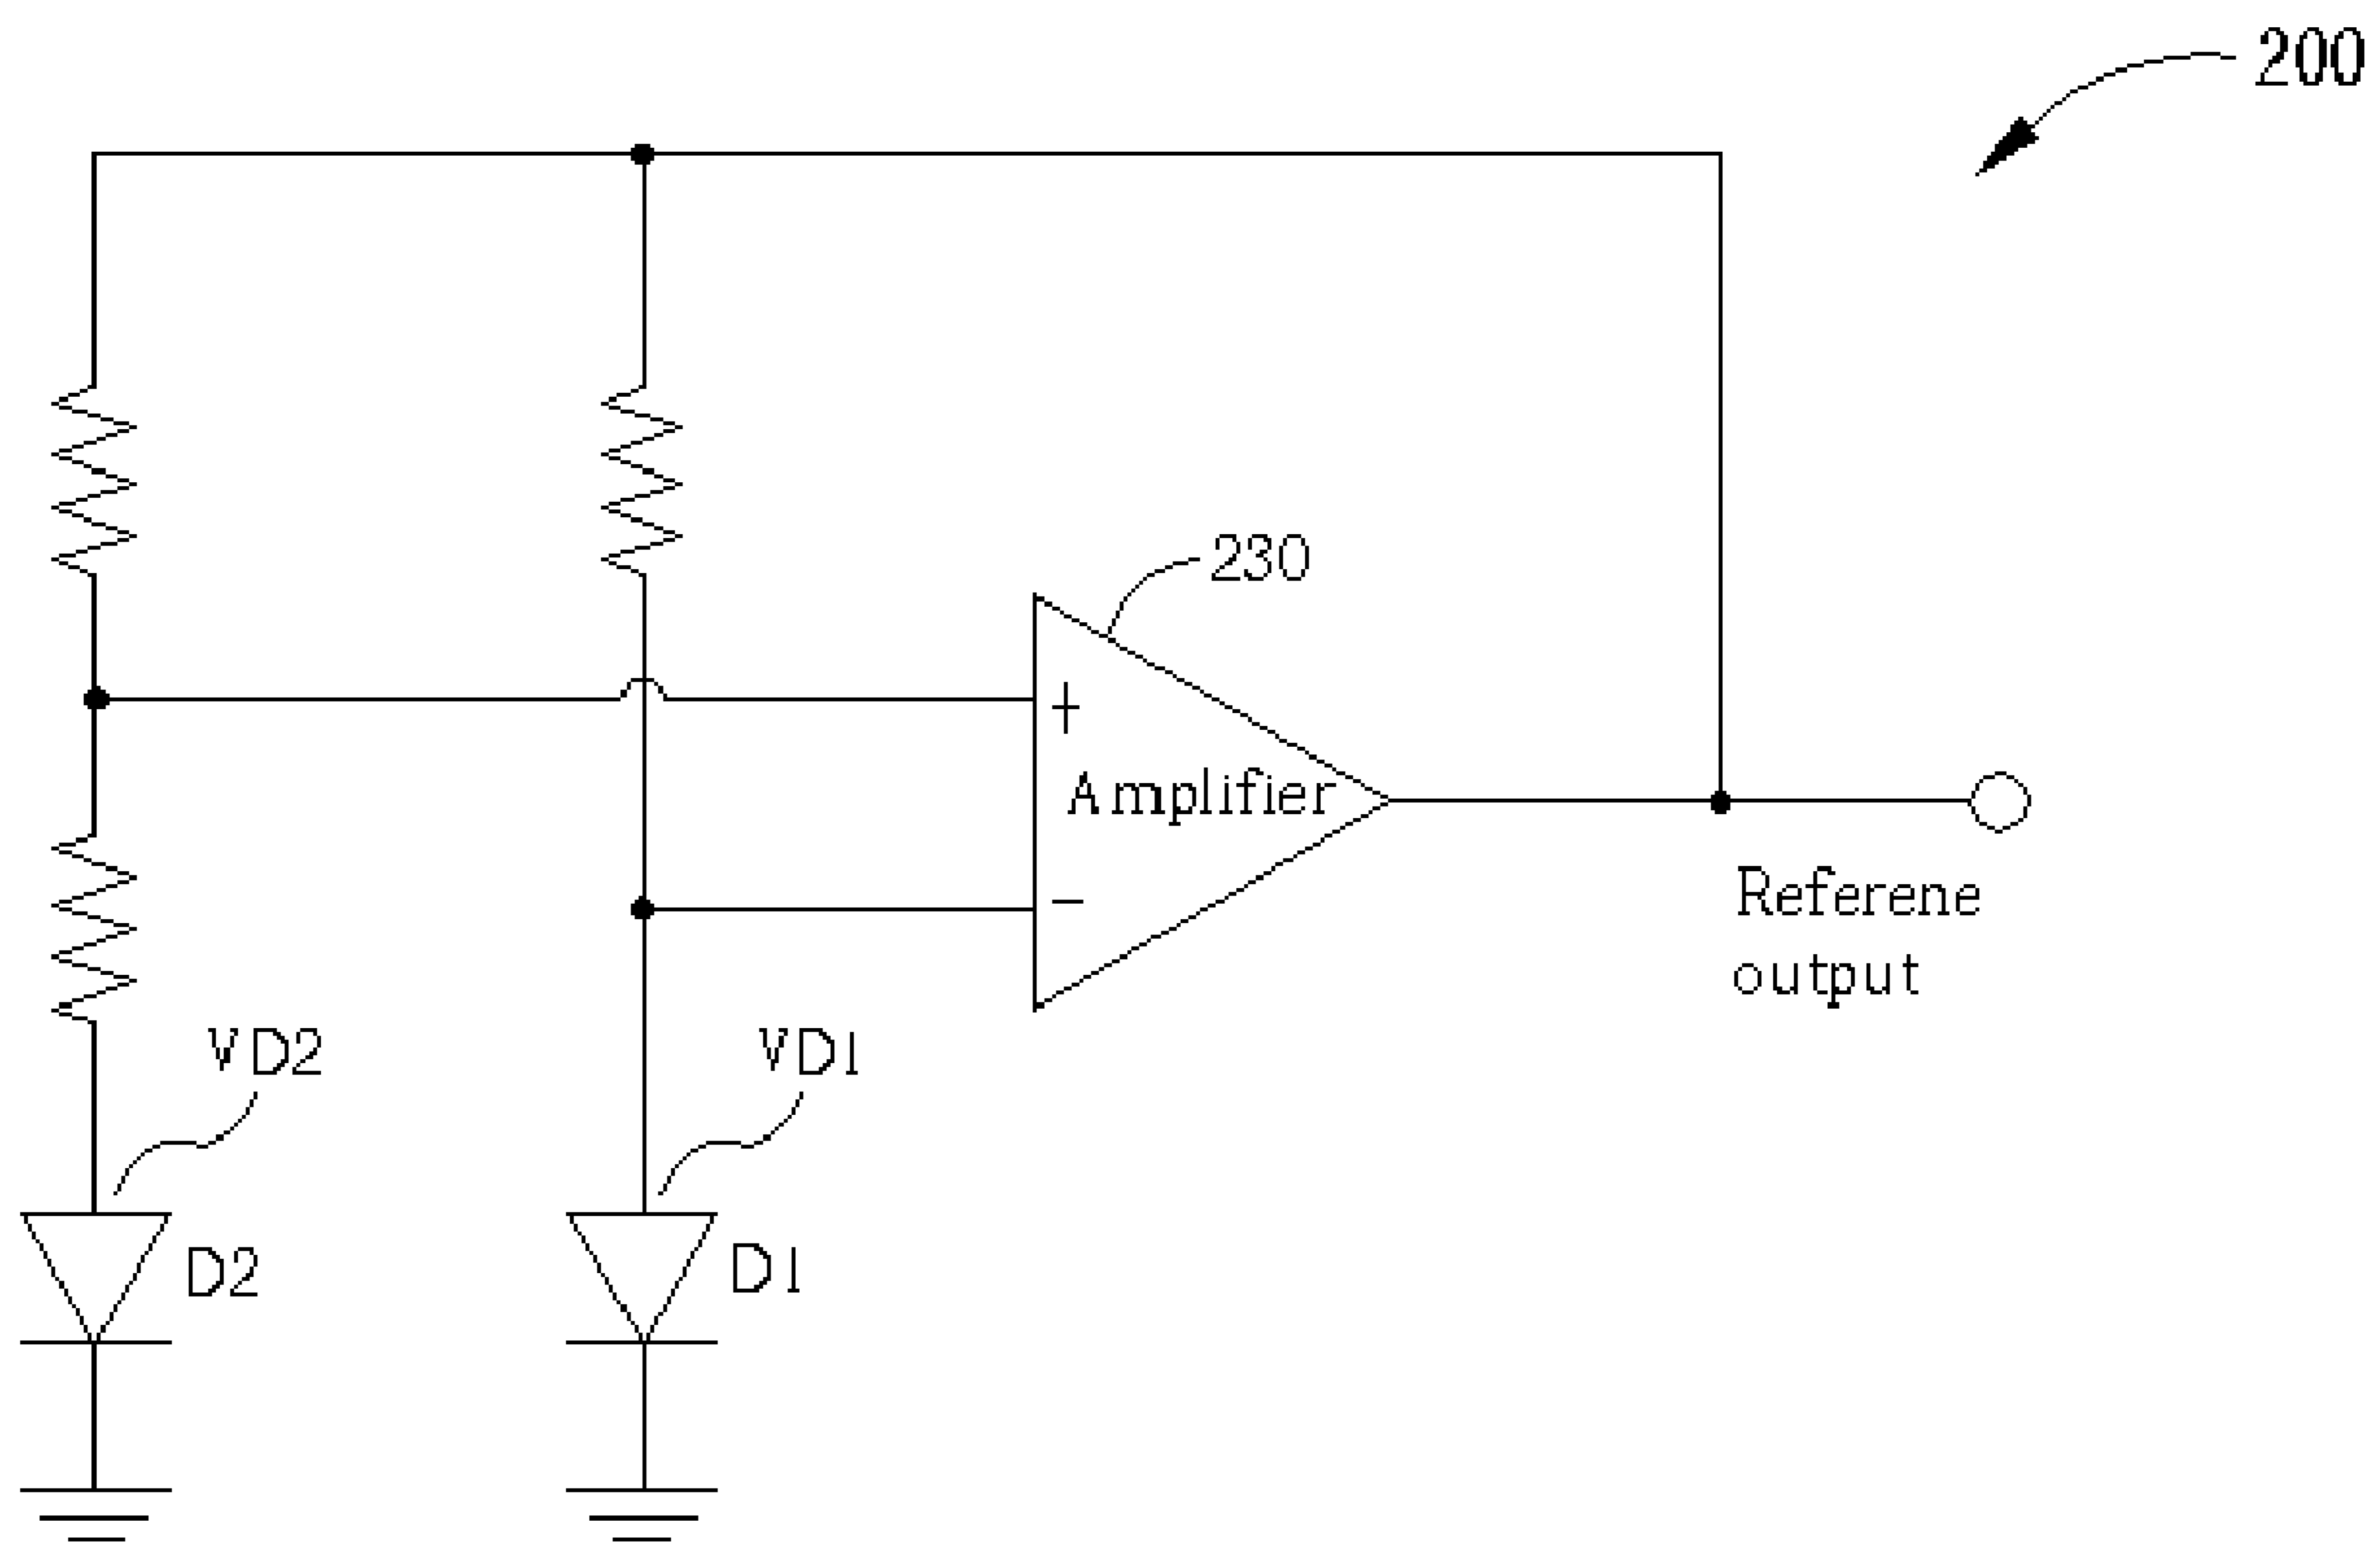 200
230
+
Amplifier
-
Referene
output
VD2
VD1
D2
D1